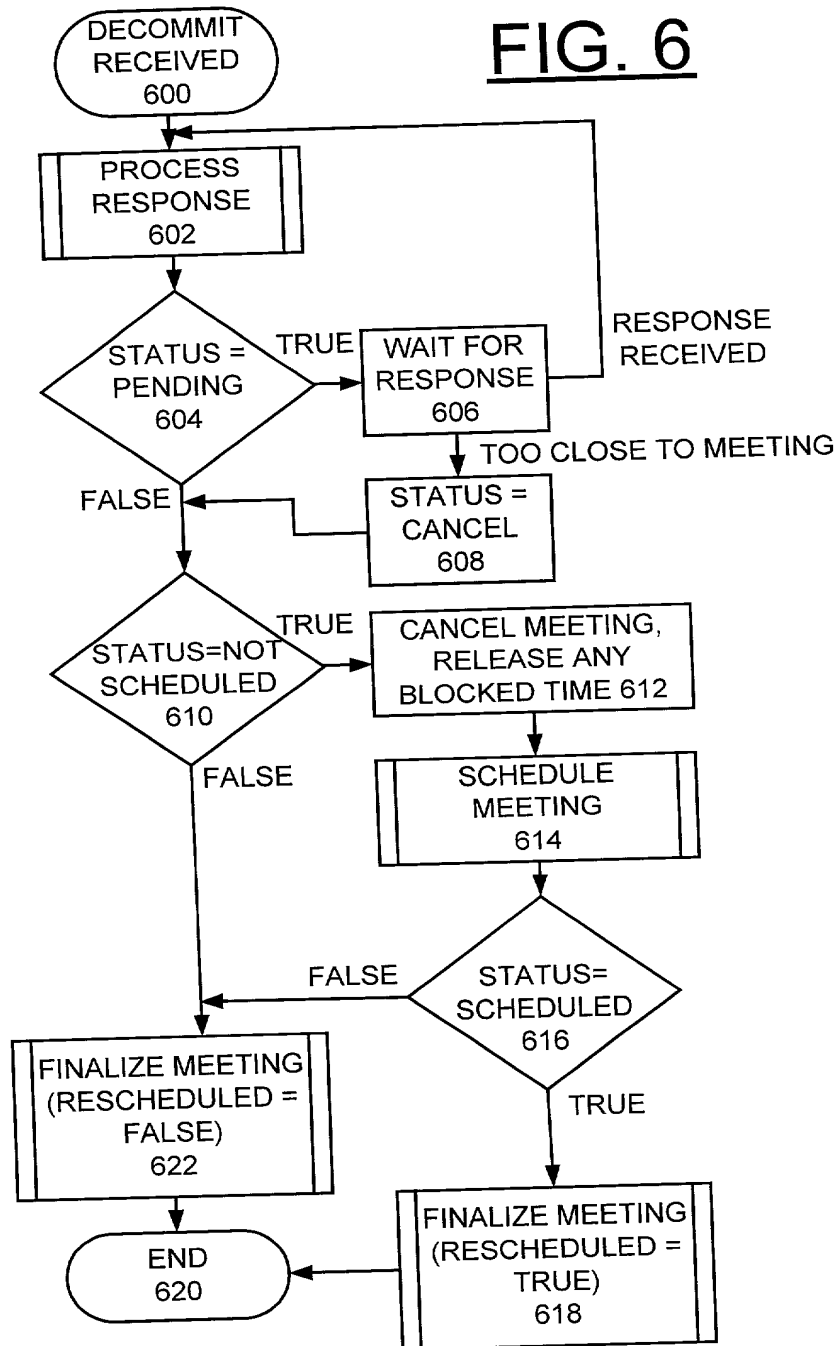 FIG. 6
DECOMMIT
RECEIVED
600
PROCESS
RESPONSE
602
STATUS =
PENDING
604
TRUE
WAIT FOR
RESPONSE
606
RESPONSE
RECEIVED
TOO CLOSE TO MEETING
FALSE
STATUS =
CANCEL
608
STATUS=NOT
SCHEDULED
610
TRUE
CANCEL MEETING,
RELEASE ANY
BLOCKED TIME 612
FALSE
SCHEDULE
MEETING
614
FALSE
STATUS=
SCHEDULED
616
TRUE
FINALIZE MEETING
(RESCHEDULED =
FALSE)
622
FINALIZE MEETING
(RESCHEDULED =
TRUE)
618
END
620